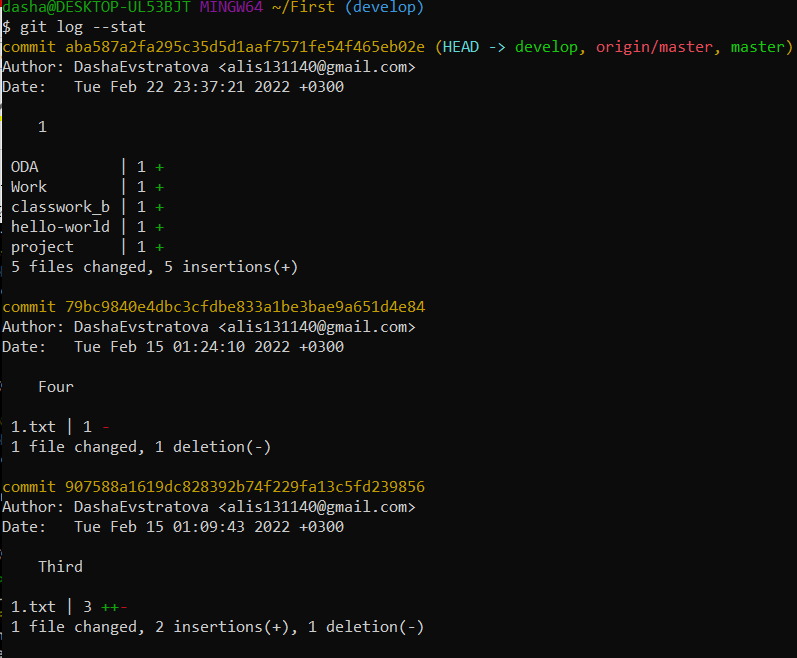 dasha@DESKTOP-UL53BJT MINGW64 ~/First (develop)
$ git log --stat
commit aba587a2fa295c35d5d1aaf7571fe54f465eb02e (HEAD -> develop, origin/master, master)
Author: DashaEvstratova <alis131140@gmail.com>
Date:   Tue Feb 22 23:37:21 2022 +0300

    1

 ODA         | 1 +
 Work        | 1 +
 classwork_b | 1 +
 hello-world | 1 +
 project     | 1 +
 5 files changed, 5 insertions(+)

commit 79bc9840e4dbc3cfdbe833a1be3bae9a651d4e84
Author: DashaEvstratova <alis131140@gmail.com>
Date:   Tue Feb 15 01:24:10 2022 +0300

    Four

 1.txt | 1 -
 1 file changed, 1 deletion(-)

commit 907588a1619dc828392b74f229fa13c5fd239856
Author: DashaEvstratova <alis131140@gmail.com>
Date:   Tue Feb 15 01:09:43 2022 +0300

    Third

 1.txt | 3 ++-
 1 file changed, 2 insertions(+), 1 deletion(-)